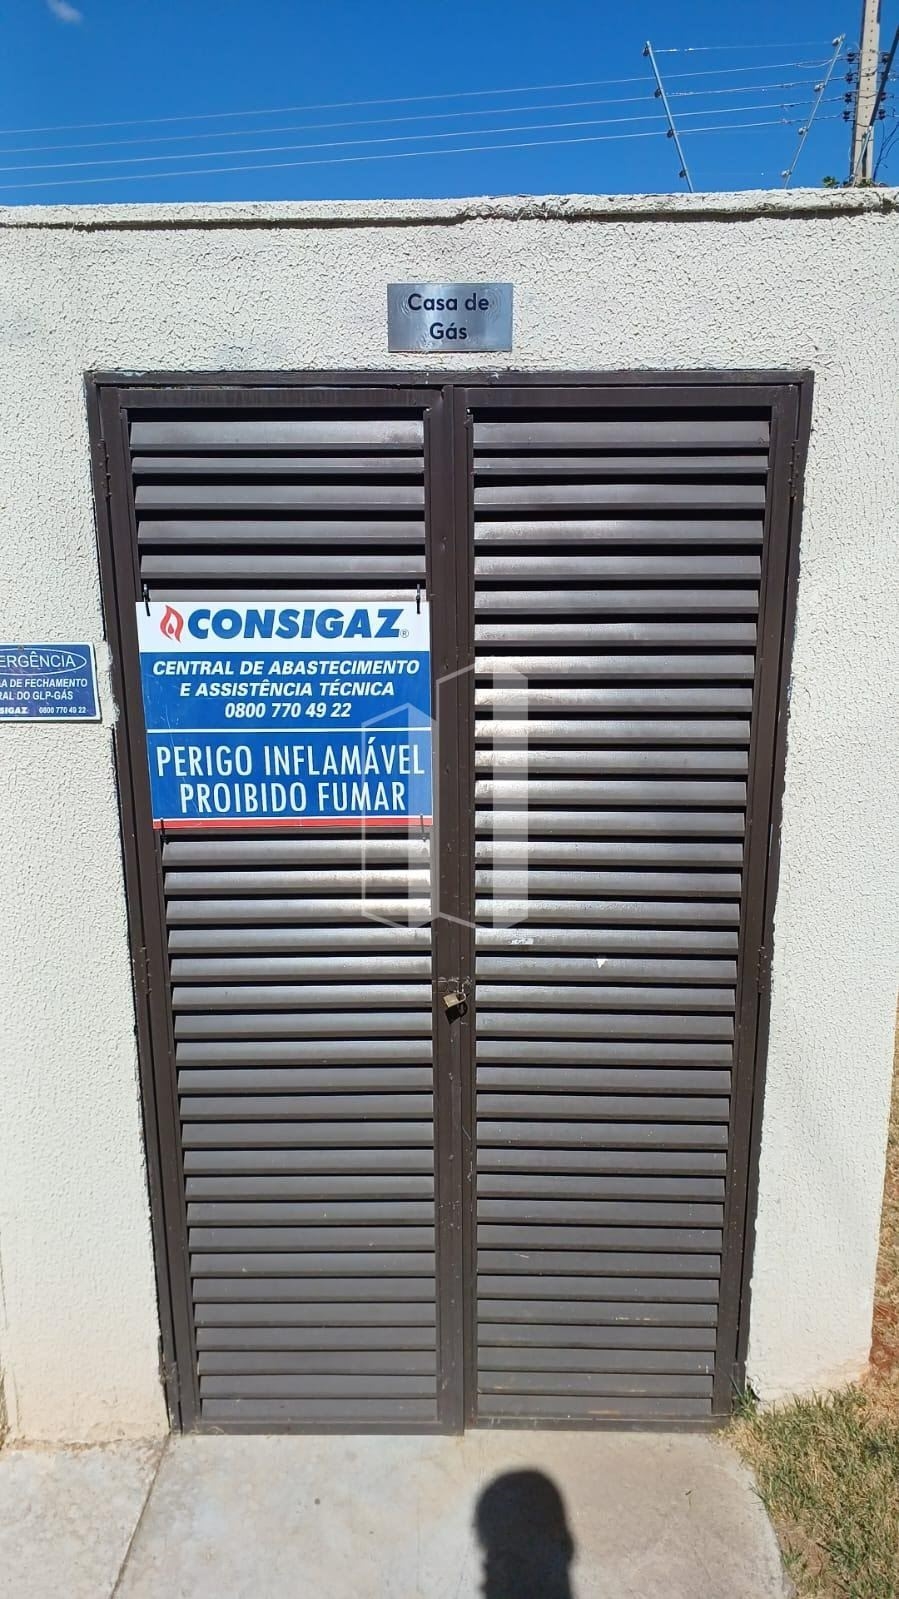 Casa de
Gás
CONSIGAZ®
CENTRAL DE ABASTECIMENTO
E ASSISTÊNCIA TÉCNICA
0800 770 49 22
PERIGO INFLAMÁVEL
PROIBIDO FUMAR
ERGÊNCIA
A DE FECHAMENTO
RAL DO GLP-GÁS
SIGAZ 0800 770 49 22